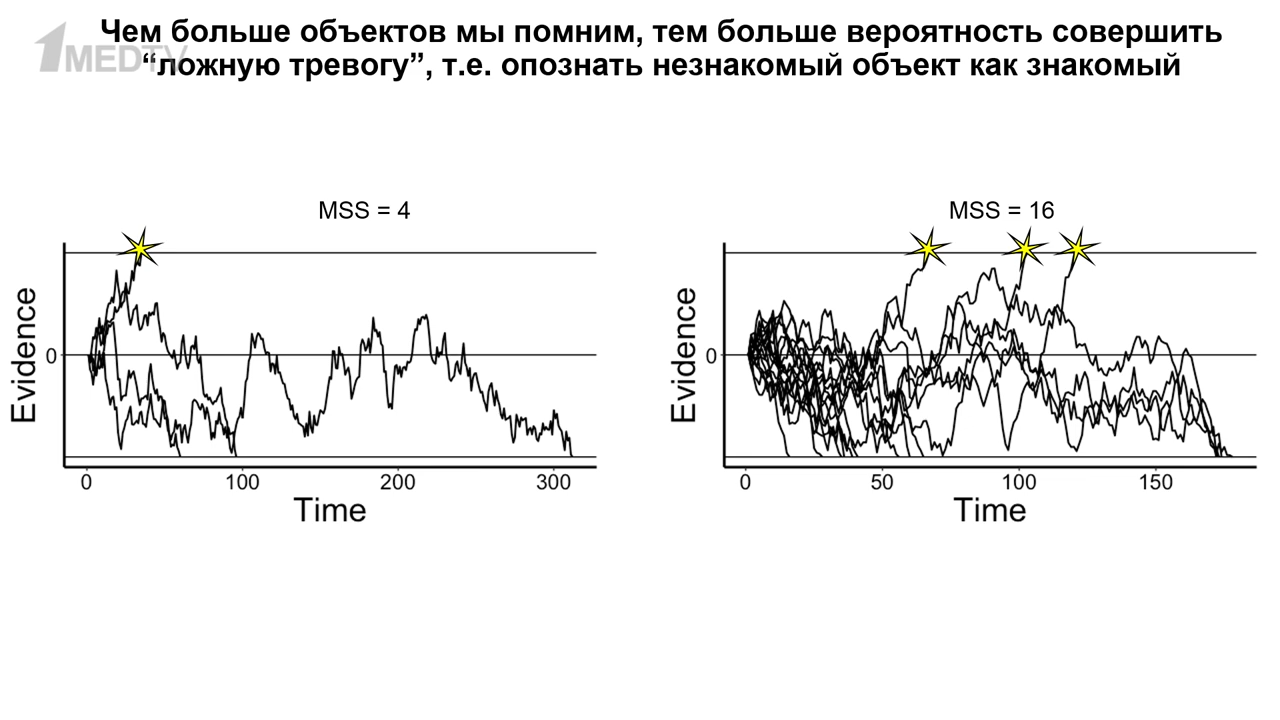 1MEDTV
Чем больше объектов мы помним, тем больше вероятность совершить
“ложную тревогу”, т.е. опознать незнакомый объект как знакомый
MSS = 4
Evidence
0
0 100 200 300
Time
MSS = 16
Evidence
0
0 50 100 150
Time